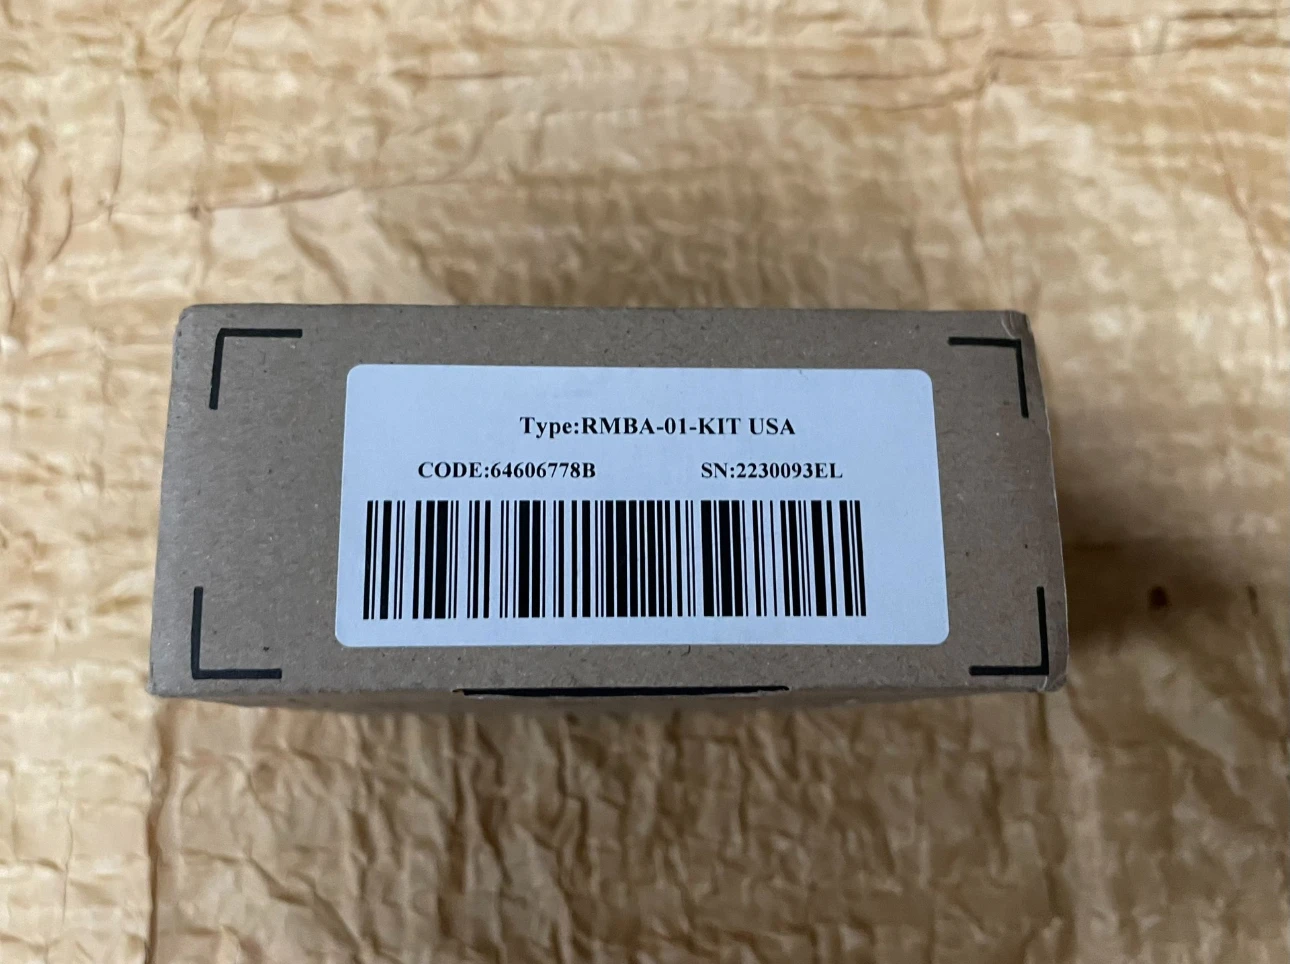 Type:RMBA-01-KIT USA
CODE:64606778B SN:2230093EL